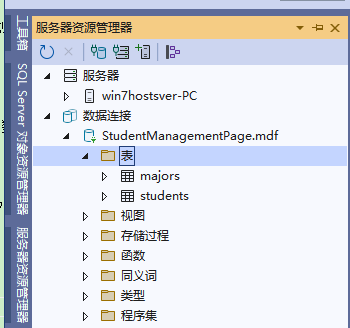 服务器资源管理器
服务器
win7hostsver-PC
数据连接
StudentManagementPage.mdf
表
majors
students
视图
存储过程
函数
同义词
类型
程序集
工具箱
SQL Server 对象资源管理器
服务器资源管理器